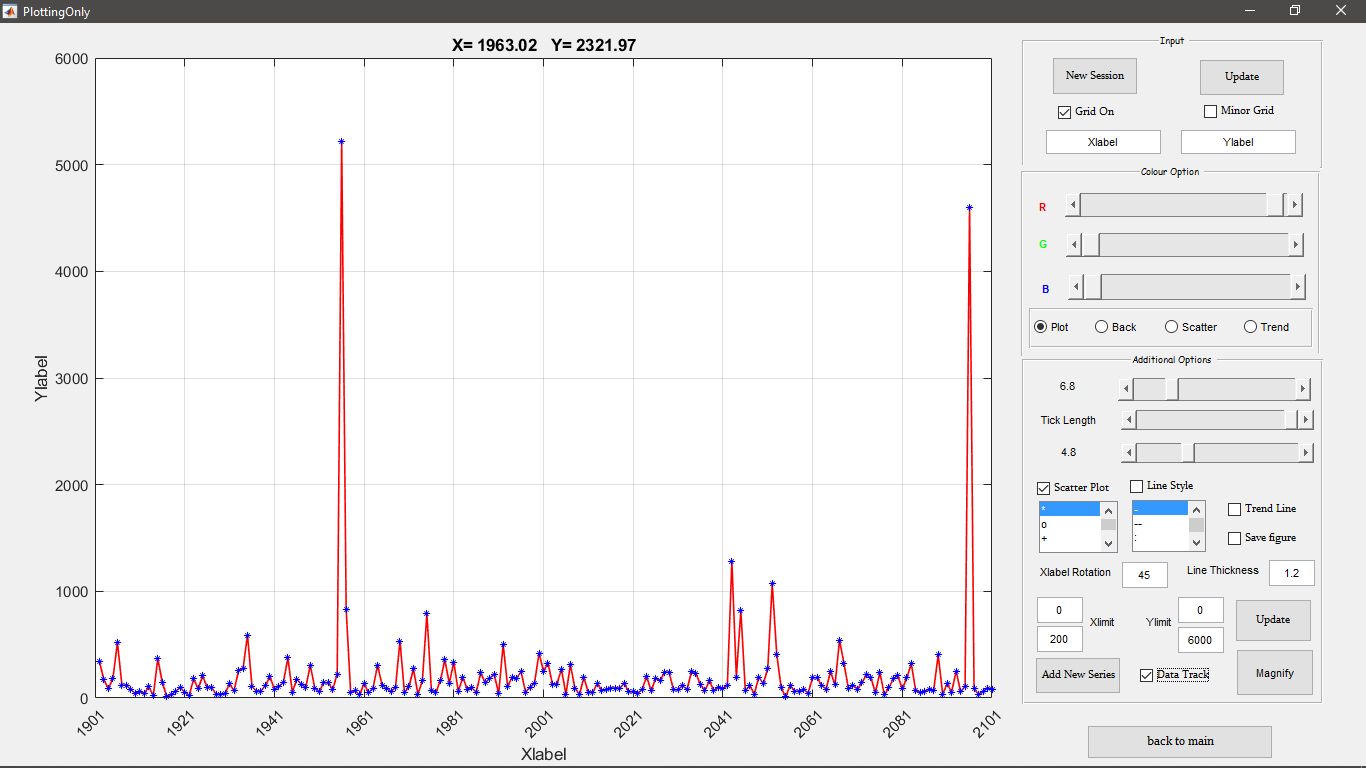 PlottingOnly
X= 1963.02 Y= 2321.97
6000
5000
4000
3000
2000
1000
0
Ylabel
1901 1921 1941 1961 1981 2001 2021 2041 2061 2081 2101
Xlabel
Input
New Session Update
Grid On Minor Grid
Xlabel Ylabel
Colour Option
R
G
B
Plot Back Scatter Trend
Additional Options
6.8
Tick Length
4.8
Scatter Plot Line Style
* - Trend Line
o --
+ : Save figure
Xlabel Rotation 45 Line Thickness 1.2
0 Xlimit Ylimit 0 Update
200 6000
Add New Series Data Track Magnify
back to main